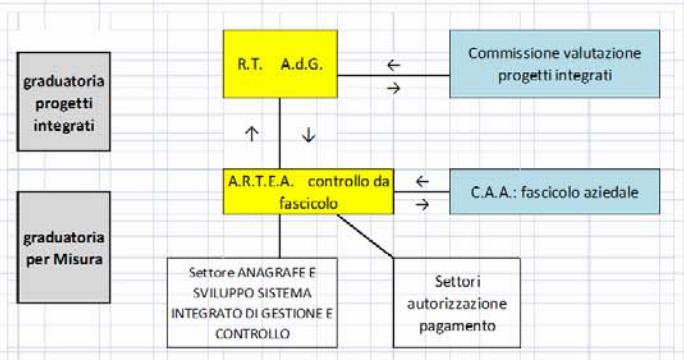 graduatoria
progetti
integrati
R.T. A.d.G.
←
→
Commissione valutazione
progetti integrati
↑ ↓
graduatoria
per Misura
A.R.T.E.A. controllo da
fascicolo
←
→
C.A.A.: fascicolo aziedale
Settore ANAGRAFE E
SVILUPPO SISTEMA
INTEGRATO DI GESTIONE E
CONTROLLO
Settori
autorizzazione
pagamento